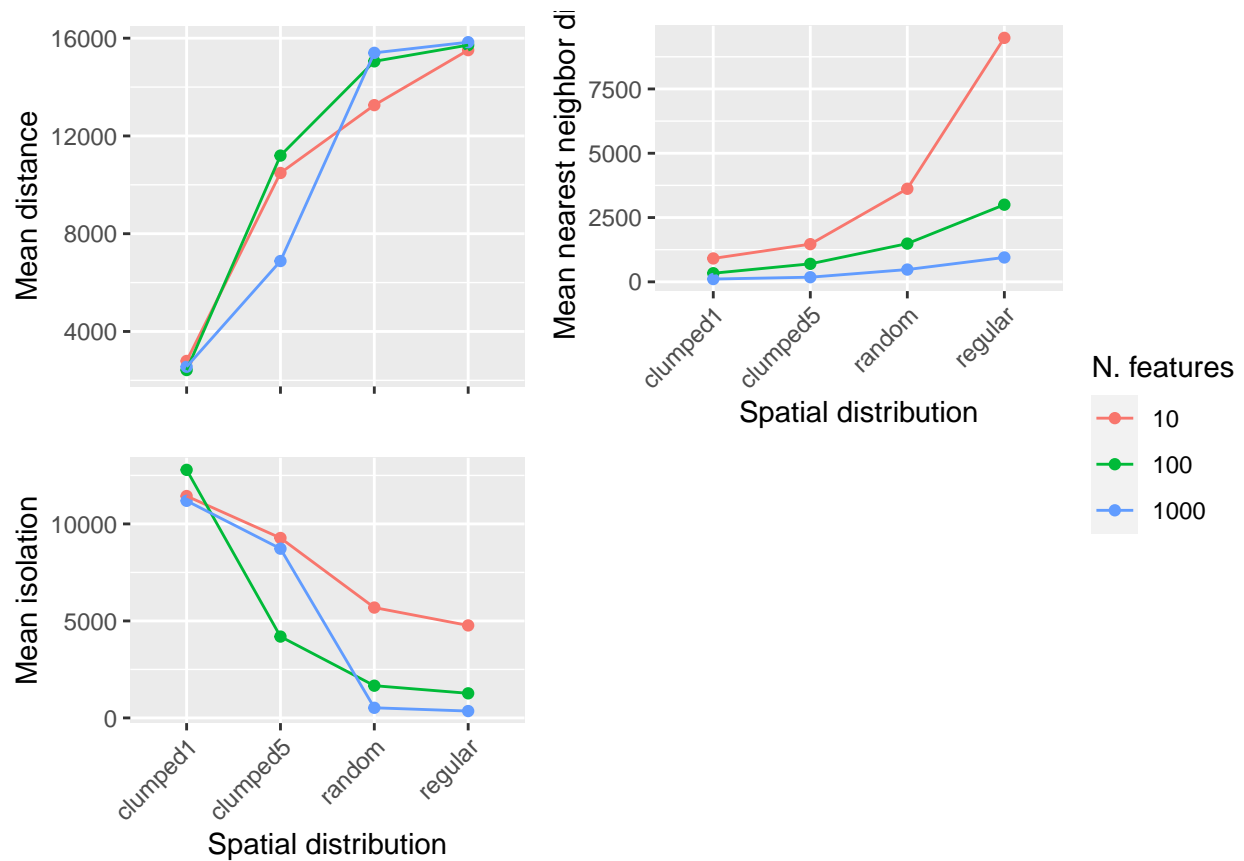 Mean distance
16000
12000
8000
4000
Mean nearest neighbor di
7500
5000
2500
0
clumped1
clumped5
random
regular
Spatial distribution
N. features
10
100
1000
Mean isolation
10000
5000
0
clumped1
clumped5
random
regular
Spatial distribution